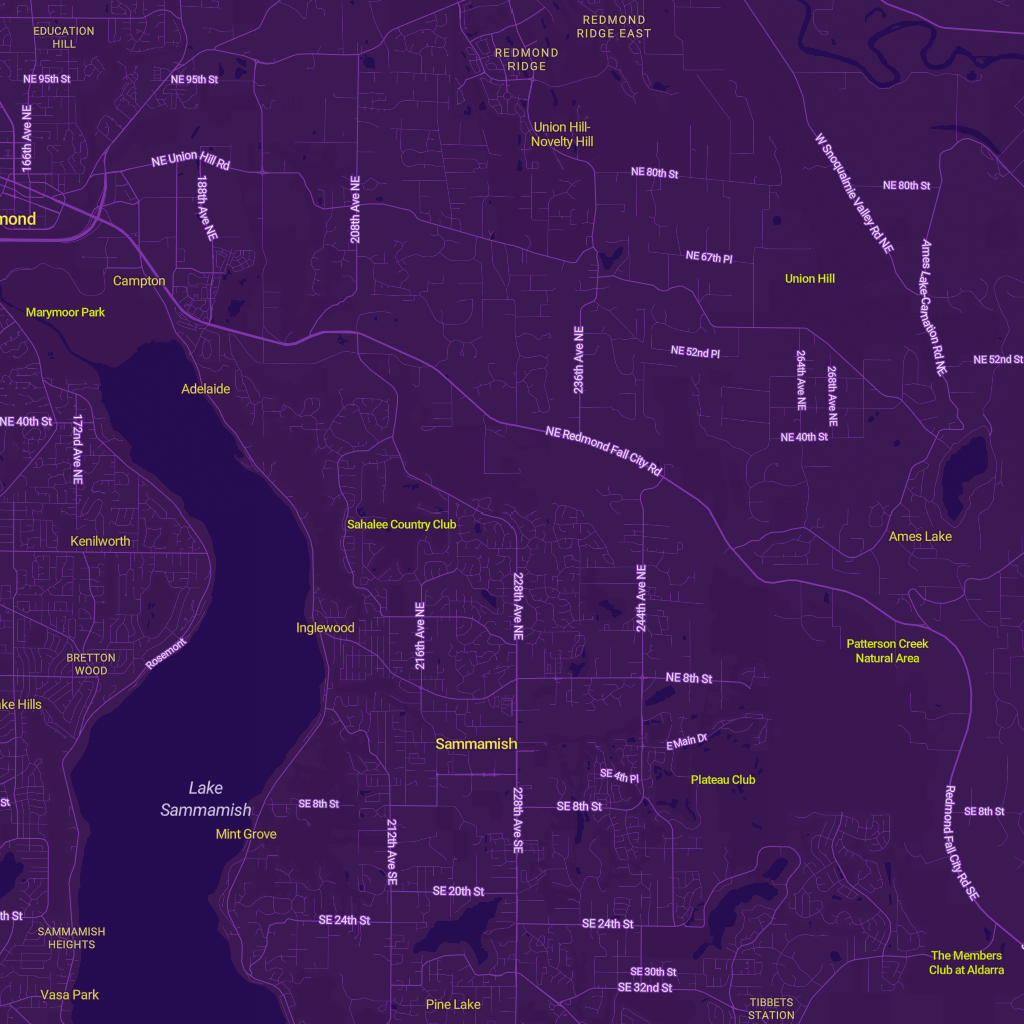 REDMOND
RIDGE EAST
EDUCATION
HILL
REDMOND
RIDGE
NE 95th St
NE 95th St
166th Ave NE
Union Hill-
Novelty Hill
W Snoqualmie Valley Rd NE
NE Union Hill Rd
NE 80th St
NE 80th St
188th Ave NE
208th Ave NE
mond
NE 67th Pl
Ames Lake-Carnation Rd NE
Campton
Union Hill
Marymoor Park
236th Ave NE
NE 52nd Pl
NE 52nd St
264th Ave NE
268th Ave NE
Adelaide
NE 40th St
172nd Ave NE
NE 40th St
NE Redmond Fall City Rd
Sahalee Country Club
Kenilworth
Ames Lake
228th Ave NE
244th Ave NE
216th Ave NE
Inglewood
Rosemont
BRETTON
WOOD
Patterson Creek
Natural Area
NE 8th St
ake Hills
Sammamish
E Main Dr
SE 4th Pl
Plateau Club
Lake
Sammamish
St
SE 8th St
SE 8th St
SE 8th St
228th Ave SE
Redmond Fall City Rd SE
Mint Grove
212th Ave SE
SE 20th St
th St
SE 24th St
SE 24th St
SAMMAMISH
HEIGHTS
The Members
Club at Aldarra
SE 30th St
SE 32nd St
Vasa Park
Pine Lake
TIBBETS
STATION